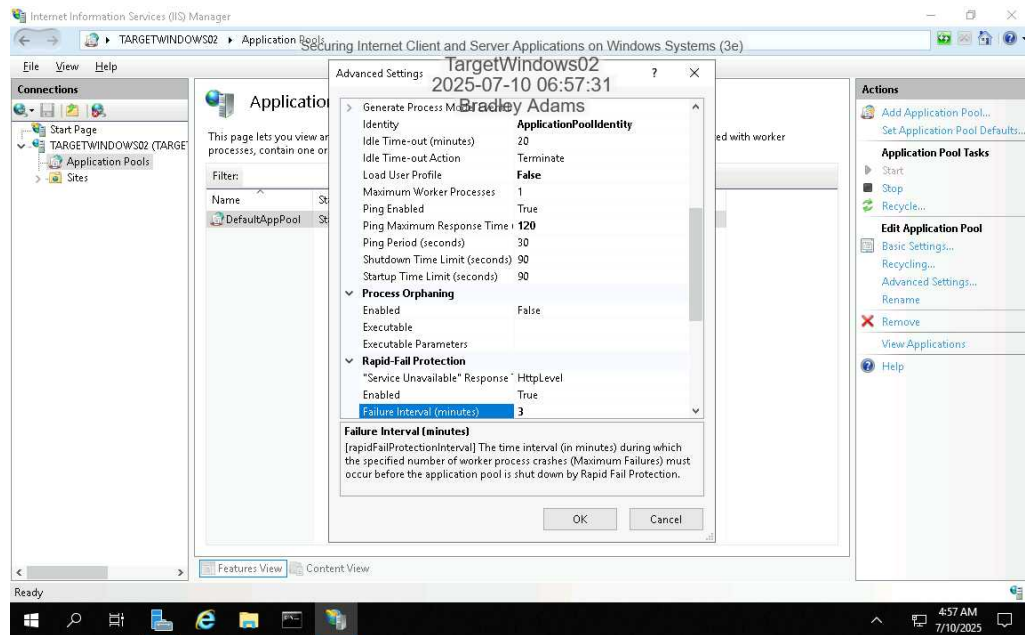 Internet Information Services (IIS) Manager
TARGETWINDOWS02 Application Pools
Securing Internet Client and Server Applications on Windows Systems (3e)
TargetWindows02
2025-07-10 06:57:31
Bradley Adams
File View Help
Connections
Start Page
TARGETWINDOWS02 (TARGE
Application Pools
Sites
Application
This page lets you view an
ed with worker
processes, contain one or
Filter:
Name St
DefaultAppPool St
Features View Content View
Advanced Settings ? ×
Generate Process Model
Identity ApplicationPoolIdentity
Idle Time-out (minutes) 20
Idle Time-out Action Terminate
Load User Profile False
Maximum Worker Processes 1
Ping Enabled True
Ping Maximum Response Time ( 120
Ping Period (seconds) 30
Shutdown Time Limit (seconds) 90
Startup Time Limit (seconds) 90
Process Orphaning
Enabled False
Executable
Executable Parameters
Rapid-Fail Protection
"Service Unavailable" Response HttpLevel
Enabled True
Failure Interval (minutes) 3
Failure Interval (minutes)
[rapidFailProtectionInterval] The time interval (in minutes) during which
the specified number of worker process crashes (Maximum Failures) must
occur before the application pool is shut down by Rapid Fail Protection.
OK Cancel
Actions
Add Application Pool...
Set Application Pool Defaults...
Application Pool Tasks
Start
Stop
Recycle...
Edit Application Pool
Basic Settings...
Recycling...
Advanced Settings...
Rename
Remove
View Applications
Help
Ready
4:57 AM
7/10/2025